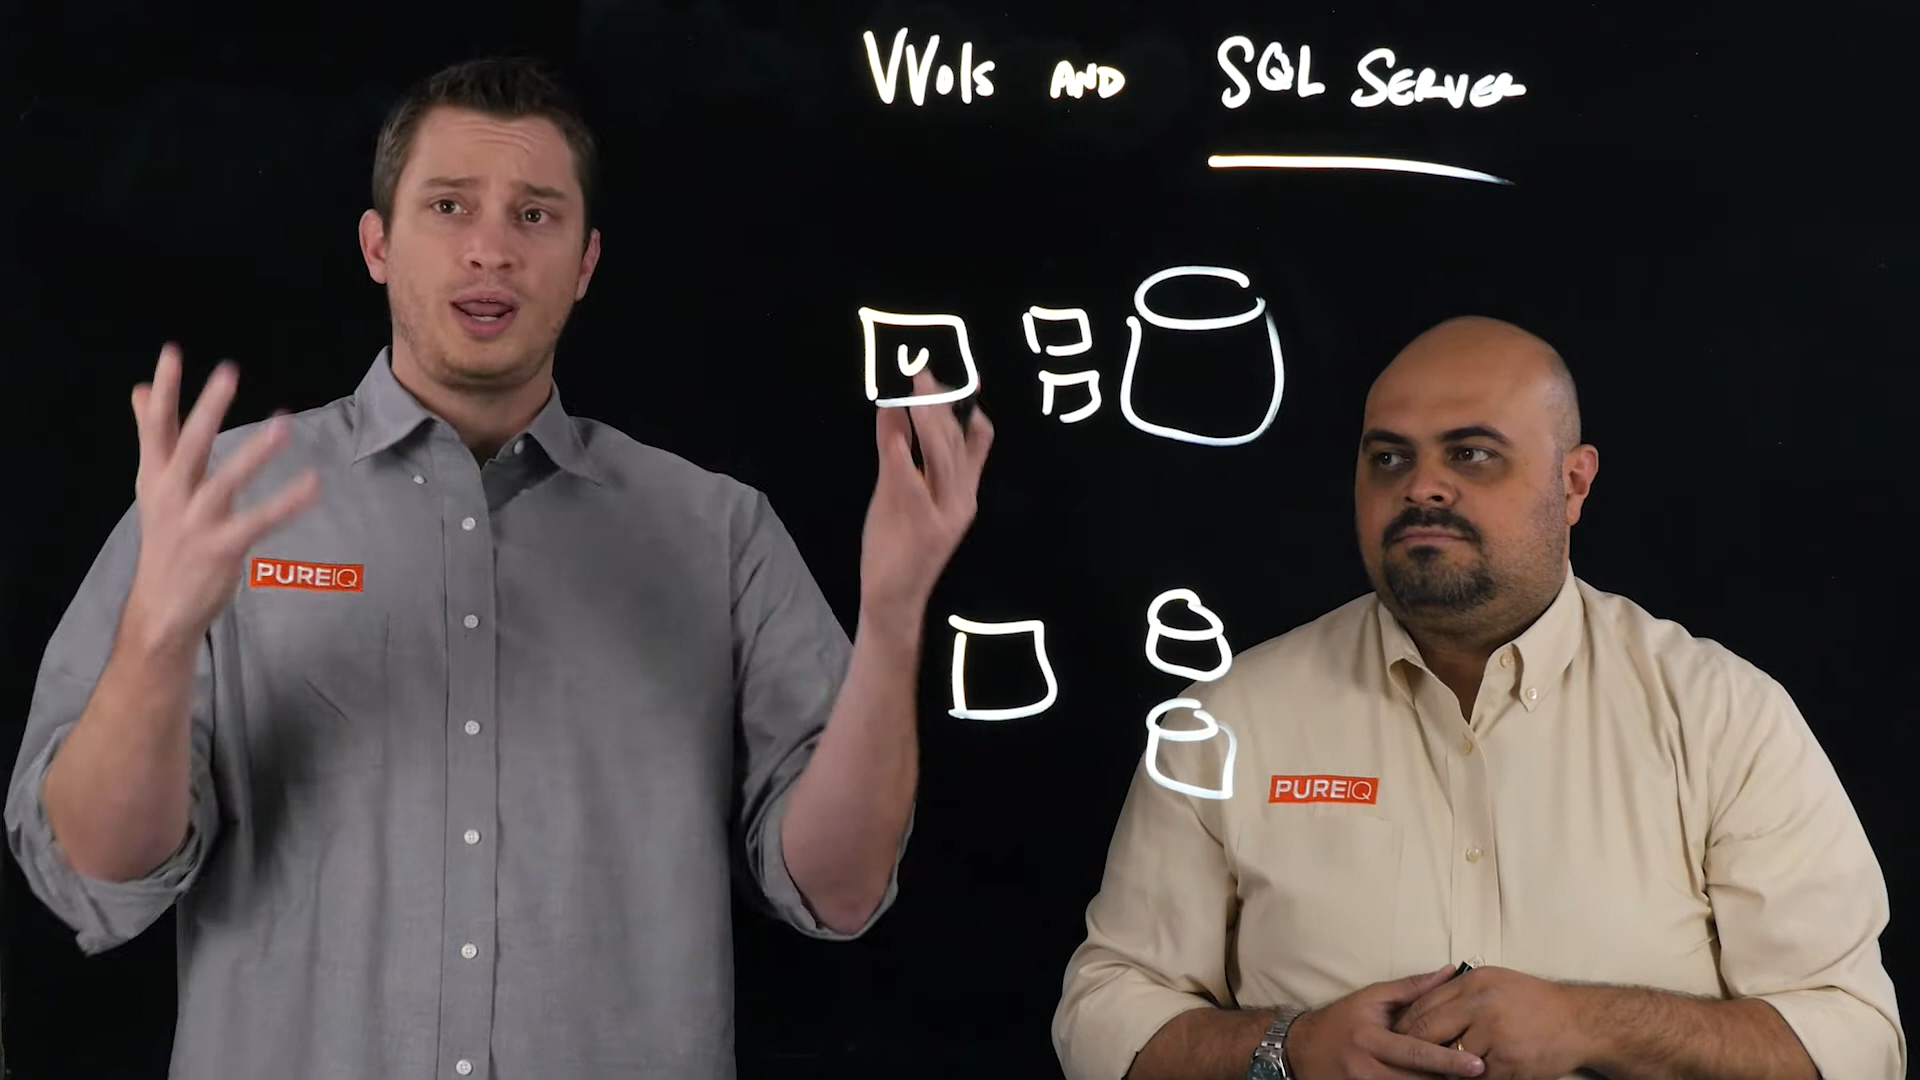 VVols AND SQL SERVER
U
PUREIQ
PUREIQ